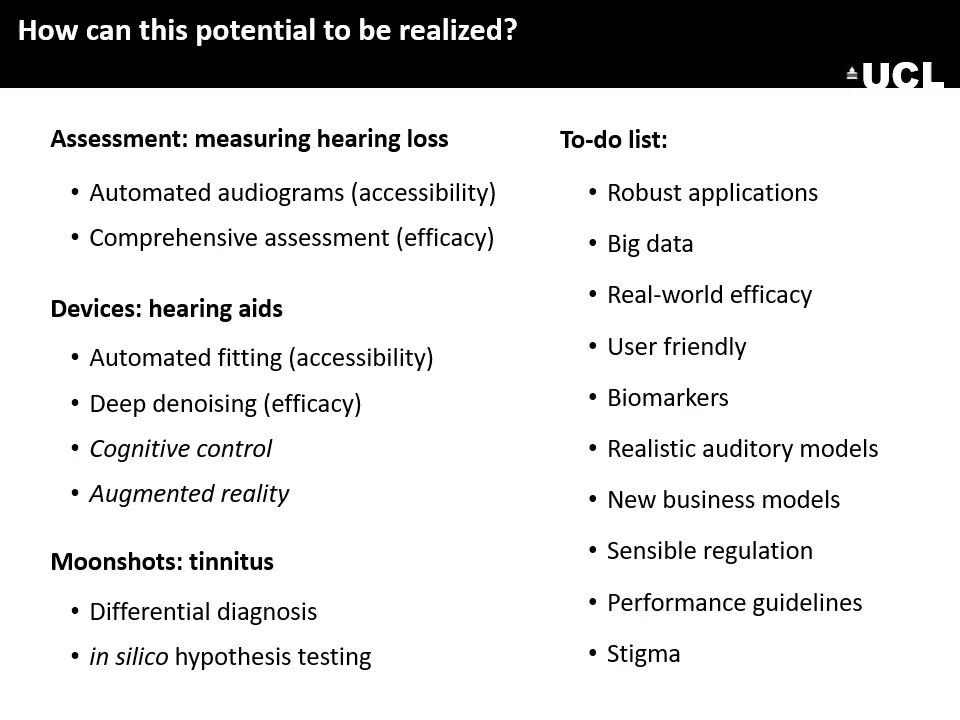 How can this potential to be realized?
UCL
Assessment: measuring hearing loss
• Automated audiograms (accessibility)
• Comprehensive assessment (efficacy)
Devices: hearing aids
• Automated fitting (accessibility)
• Deep denoising (efficacy)
• Cognitive control
• Augmented reality
Moonshots: tinnitus
• Differential diagnosis
• in silico hypothesis testing
To-do list:
• Robust applications
• Big data
• Real-world efficacy
• User friendly
• Biomarkers
• Realistic auditory models
• New business models
• Sensible regulation
• Performance guidelines
• Stigma